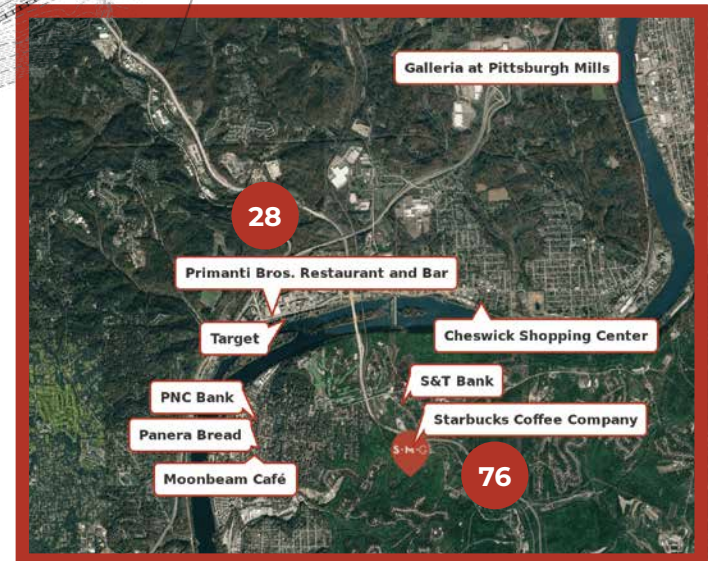 Galleria at Pittsburgh Mills
28
Primanti Bros. Restaurant and Bar
Target
Cheswick Shopping Center
S&T Bank
PNC Bank
Starbucks Coffee Company
Panera Bread
S·M·G
76
Moonbeam Café